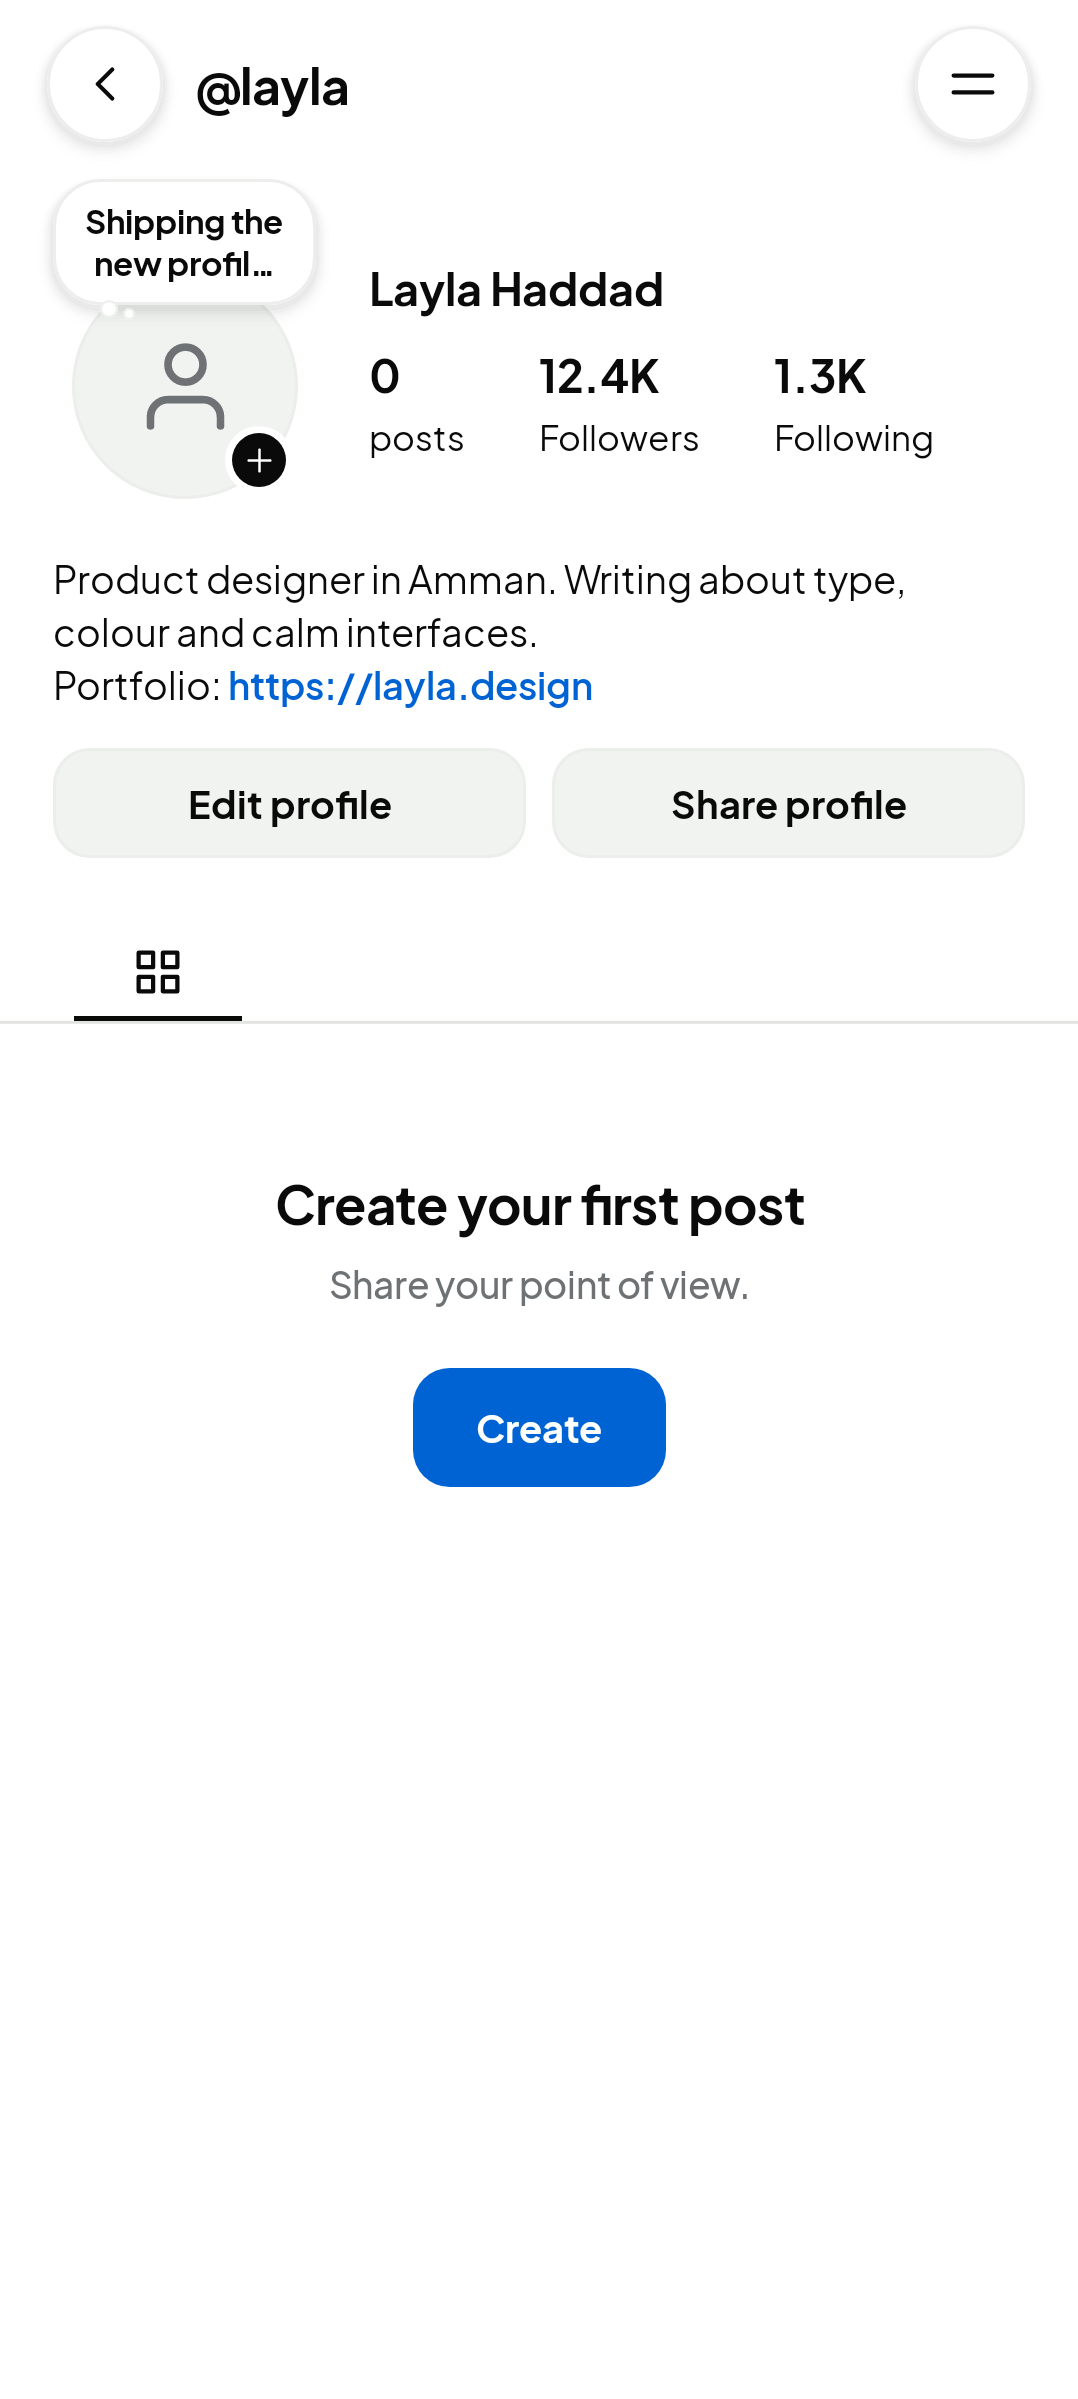 @layla
Shipping the
new profil...
Layla Haddad
0 12.4K 1.3K
posts Followers Following
Product designer in Amman. Writing about type,
colour and calm interfaces.
Portfolio: https://layla.design
Edit profile Share profile
Create your first post
Share your point of view.
Create